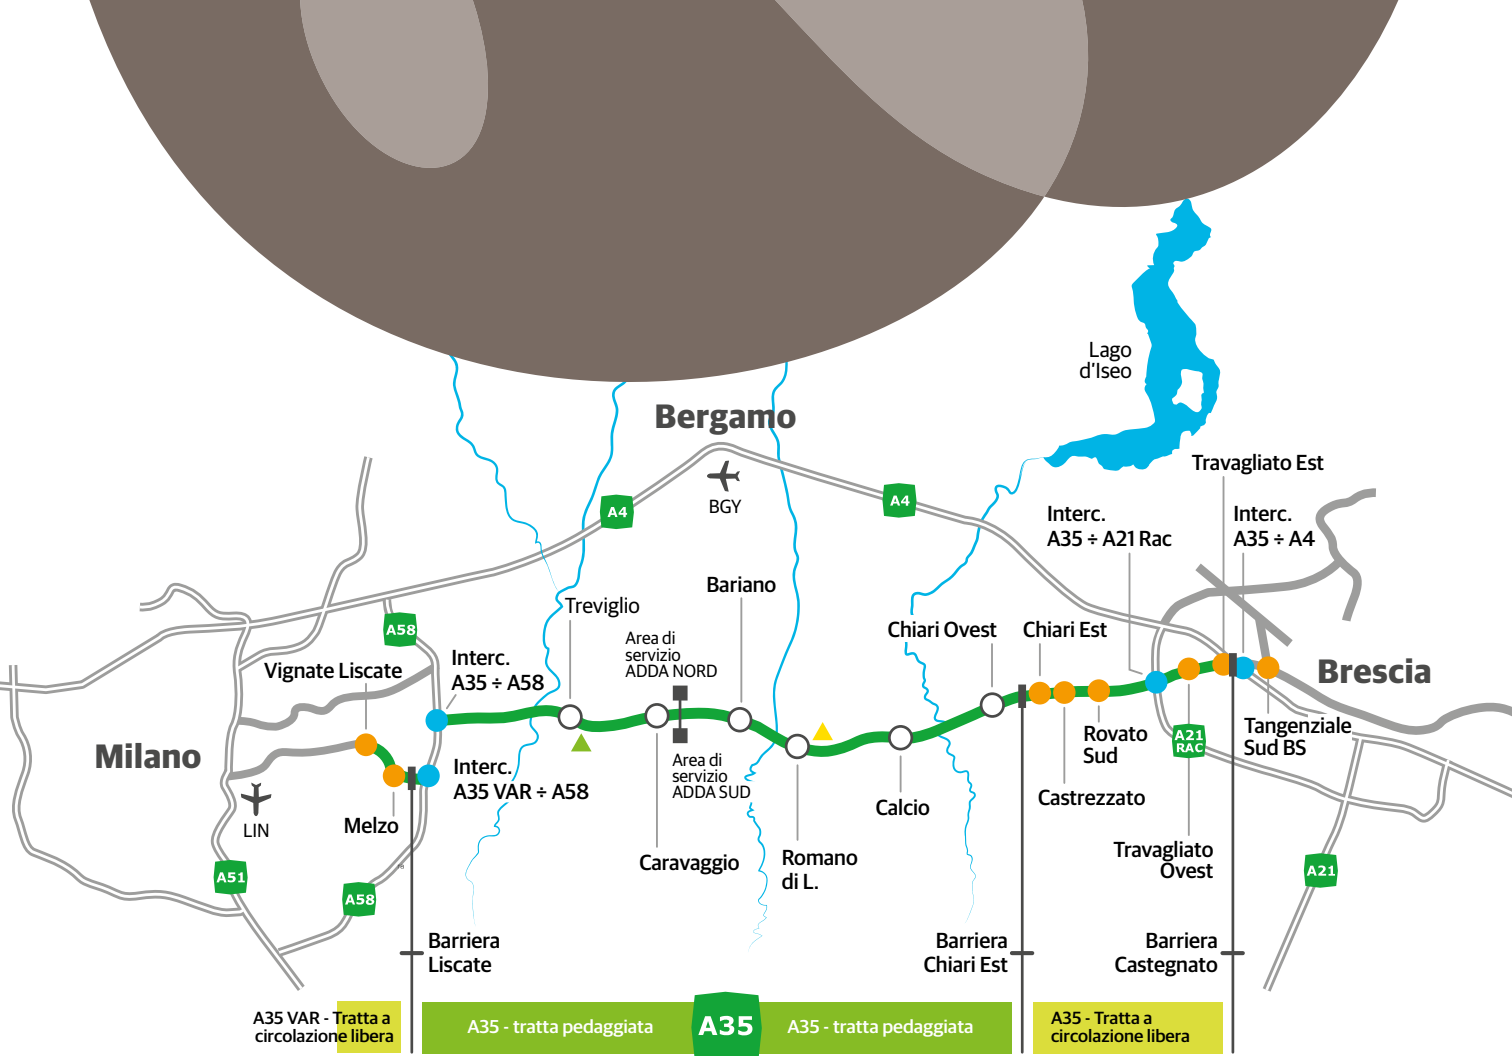 Lago
d'Iseo
Bergamo
BGY
A4
A4
Travagliato Est
Interc.
A35 ÷ A21 Rac
Interc.
A35 ÷ A4
Bariano
Treviglio
A58
Area di
servizio
ADDA NORD
Chiari Ovest
Chiari Est
Vignate Liscate
Interc.
A35 ÷ A58
Brescia
Milano
Interc.
A35 VAR ÷ A58
Area di
servizio
ADDA SUD
Rovato
Sud
A21
RAC
Tangenziale
Sud BS
Castrezzato
Calcio
LIN
Melzo
Caravaggio
Romano
di L.
Travagliato
Ovest
A51
A58
A21
Barriera
Liscate
Barriera
Chiari Est
Barriera
Castegnato
A35 VAR - Tratta a
circolazione libera
A35 - tratta pedaggiata
A35
A35 - tratta pedaggiata
A35 - Tratta a
circolazione libera